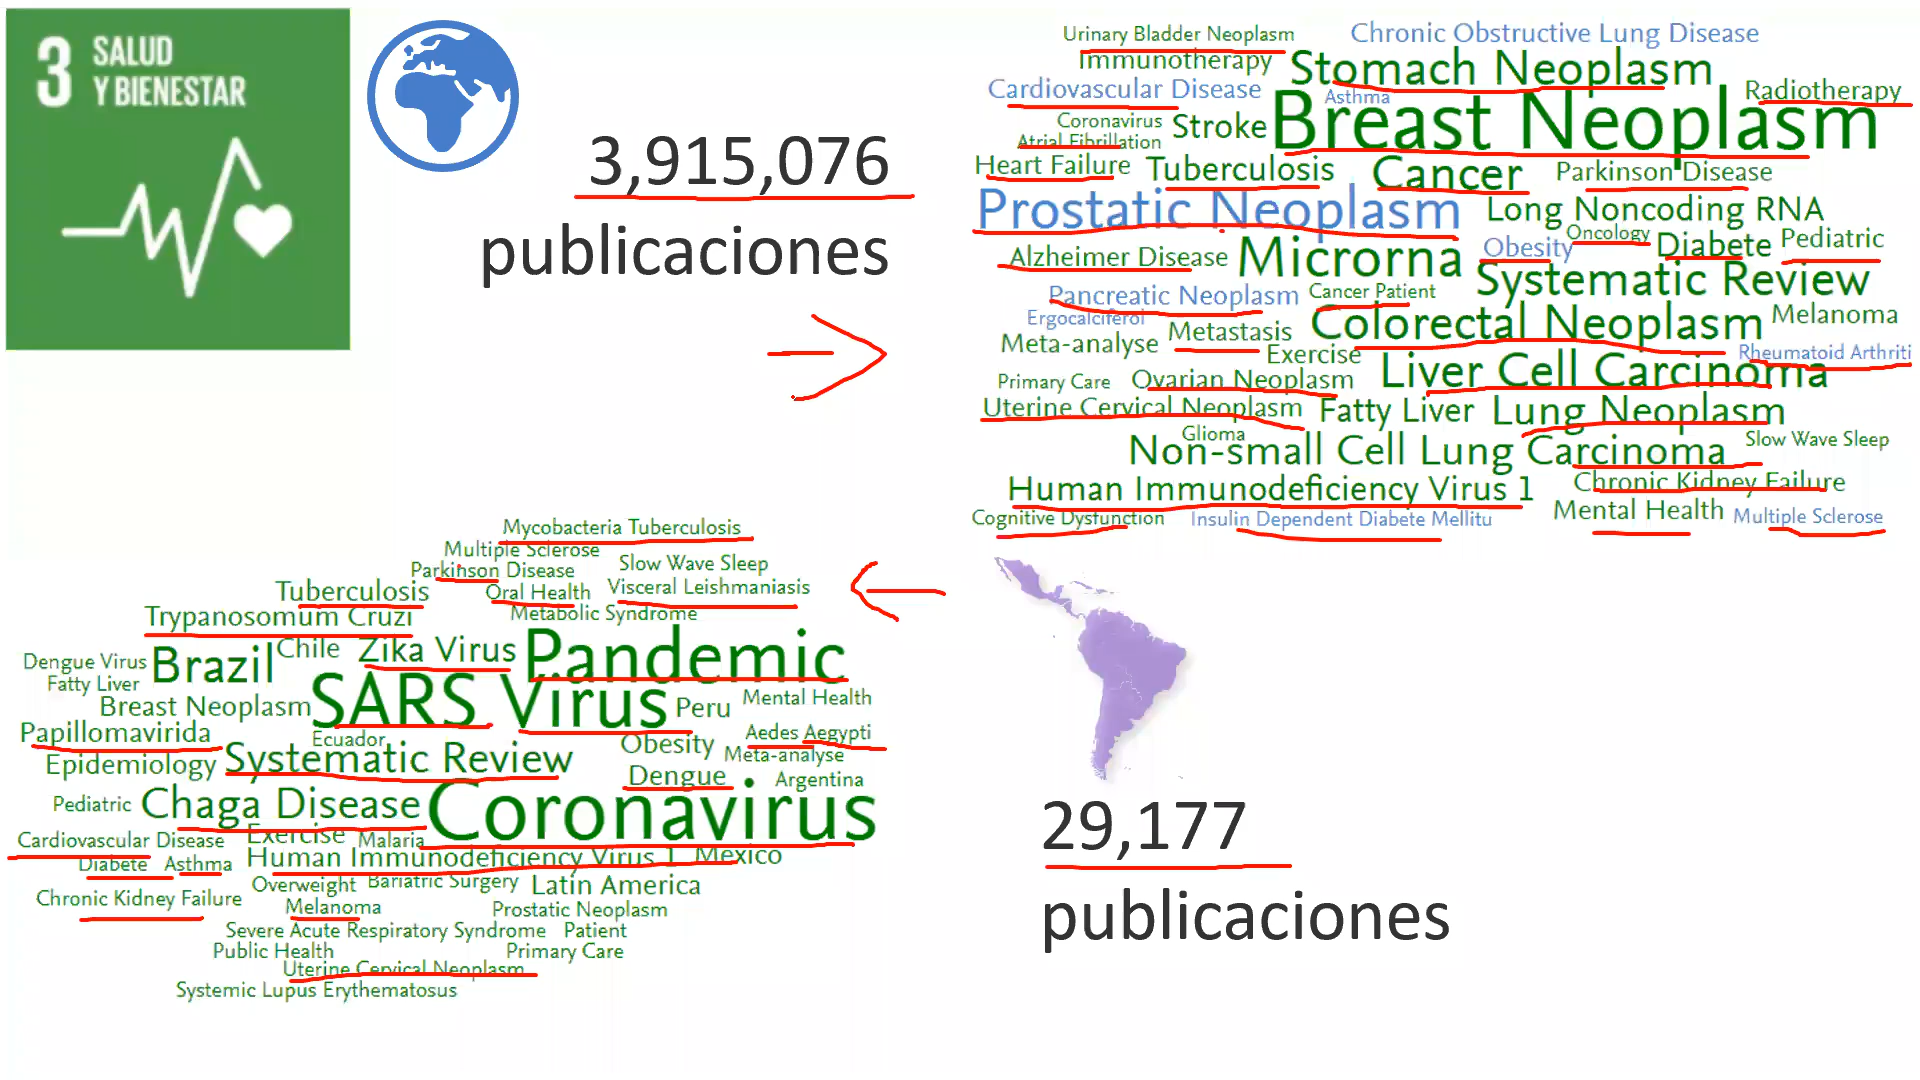 3 SALUD
Y BIENESTAR
3,915,076
publicaciones
Urinary Bladder Neoplasm Chronic Obstructive Lung Disease
Immunotherapy Stomach Neoplasm
Cardiovascular Disease Asthma Radiotherapy
Coronavirus Stroke Breast Neoplasm
Atrial Fibrillation
Heart Failure Tuberculosis Cancer Parkinson Disease
Prostatic Neoplasm Long Noncoding RNA
Oncology
Alzheimer Disease Microrna Obesity Diabete Pediatric
Systematic Review
Pancreatic Neoplasm Cancer Patient
Ergocalciferol Colorectal Neoplasm Melanoma
Meta-analyse Metastasis Exercise Rheumatoid Arthriti
Primary Care Ovarian Neoplasm Liver Cell Carcinoma
Uterine Cervical Neoplasm Fatty Liver Lung Neoplasm
Glioma
Non-small Cell Lung Carcinoma Slow Wave Sleep
Human Immunodeficiency Virus 1 Chronic Kidney Failure
Cognitive Dysfunction Insulin Dependent Diabete Mellitu Mental Health Multiple Sclerose
Mycobacteria Tuberculosis
Multiple Sclerose
Parkinson Disease Slow Wave Sleep
Tuberculosis Oral Health Visceral Leishmaniasis
Trypanosomum Cruzi Metabolic Syndrome
Dengue Virus Brazil Chile Zika Virus Pandemic
Fatty Liver
Breast Neoplasm SARS Virus Peru Mental Health
Papillomavirida Ecuador Aedes Aegypti
Epidemiology Systematic Review Obesity Meta-analyse
Dengue Argentina
Pediatric Chaga Disease Coronavirus
Cardiovascular Disease Exercise Malaria
Diabete Asthma Human Immunodeficiency Virus 1 Mexico
Chronic Kidney Failure Overweight Bariatric Surgery Latin America
Melanoma Prostatic Neoplasm
Severe Acute Respiratory Syndrome Patient
Public Health Primary Care
Uterine Cervical Neoplasm
Systemic Lupus Erythematosus
29,177
publicaciones